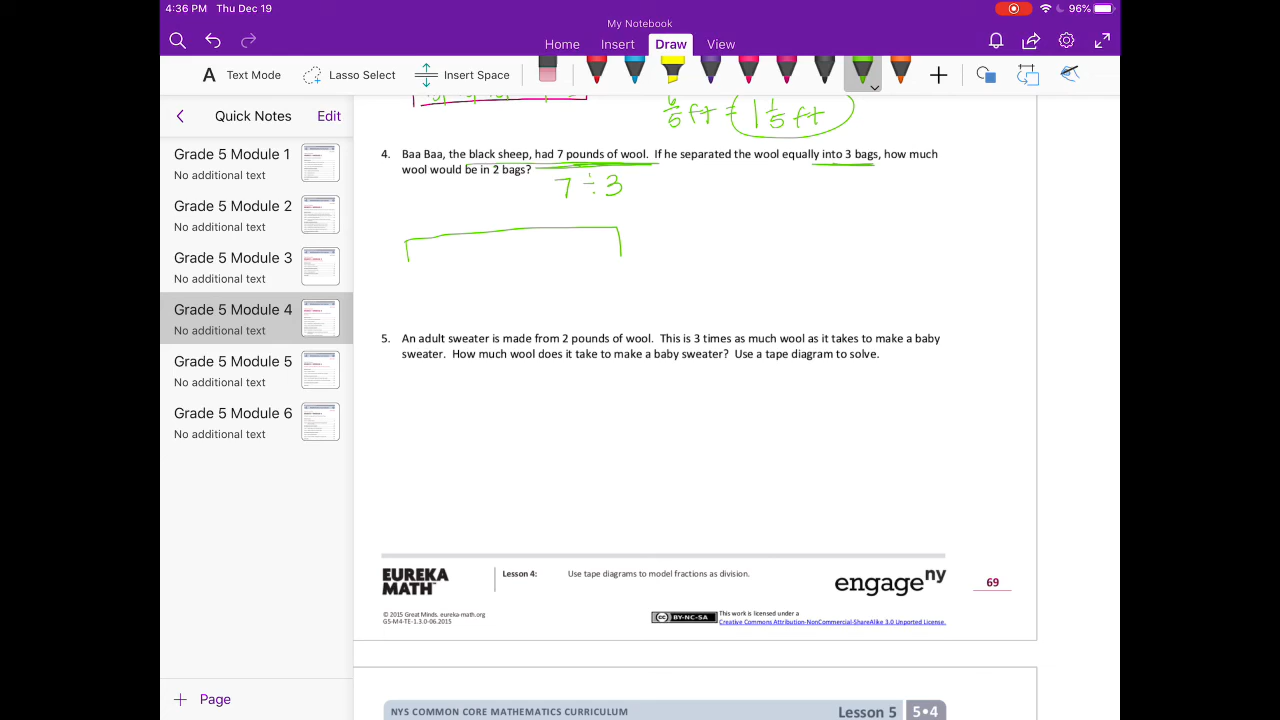 4:36 PM Thu Dec 19
My Notebook
96%
Home Insert Draw View
A Text Mode Lasso Select Insert Space
Quick Notes Edit
Grade 5 Module 1
No additional text
Grade 5 Module 2
No additional text
Grade 5 Module 3
No additional text
Grade 5 Module 4
No additional text
Grade 5 Module 5
No additional text
Grade 5 Module 6
No additional text
+ Page
6/5 ft = 1 1/5 ft
4. Baa Baa, the black sheep, had 7 pounds of wool. If he separated the wool equally into 3 bags, how much
wool would be in 2 bags?
7 ÷ 3
5. An adult sweater is made from 2 pounds of wool. This is 3 times as much wool as it takes to make a baby
sweater. How much wool does it take to make a baby sweater? Use a tape diagram to solve.
EUREKA
MATH™
Lesson 4: Use tape diagrams to model fractions as division.
engage ny
69
© 2015 Great Minds. eureka-math.org
G5-M4-TE-1.3.0-06.2015
CC BY-NC-SA
This work is licensed under a
Creative Commons Attribution-NonCommercial-ShareAlike 3.0 Unported License.
NYS COMMON CORE MATHEMATICS CURRICULUM Lesson 5 5•4